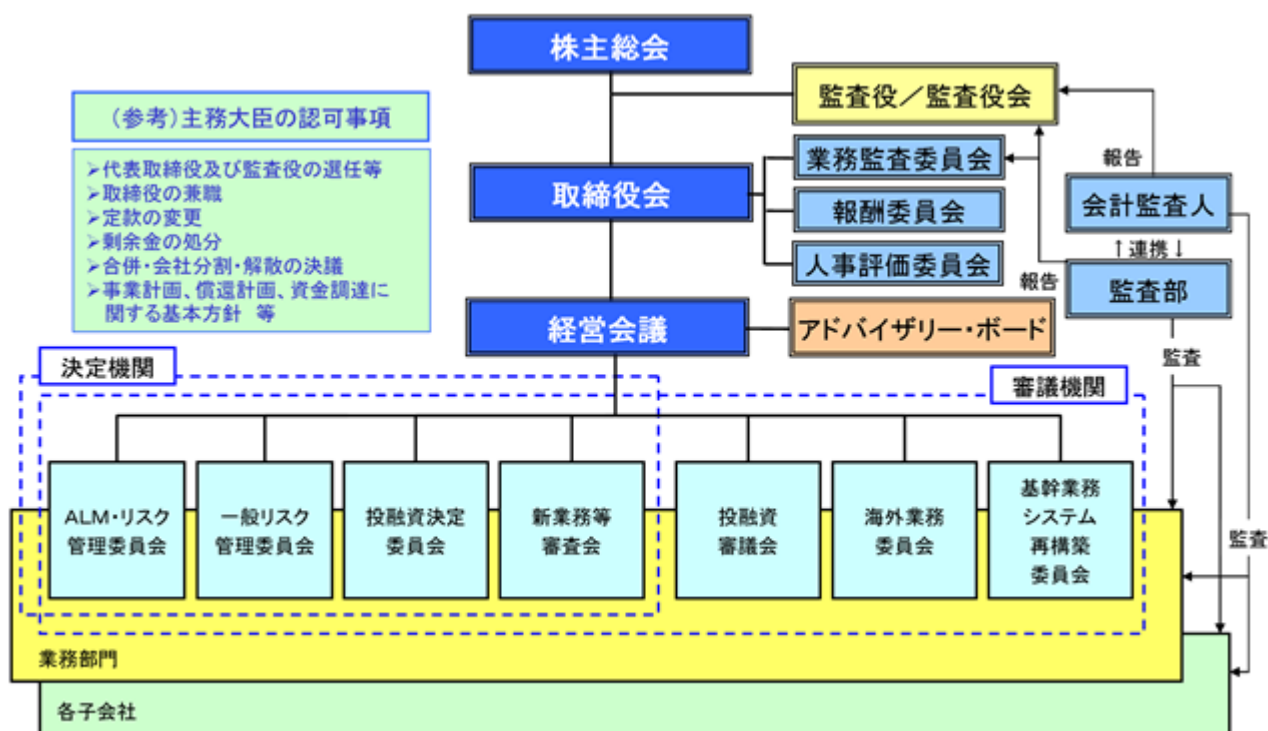 株主総会
監査役／監査役会
(参考)主務大臣の認可事項
➢代表取締役及び監査役の選任等
➢取締役の兼職
➢定款の変更
➢剰余金の処分
➢合併・会社分割・解散の決議
➢事業計画、償還計画、資金調達に
関する基本方針 等
取締役会
業務監査委員会
報酬委員会
人事評価委員会
報告
会計監査人
↑連携↓
報告
監査部
経営会議
アドバイザリー・ボード
監査
決定機関
審議機関
ALM・リスク
管理委員会
一般リスク
管理委員会
投融資決定
委員会
新業務等
審査会
投融資
審議会
海外業務
委員会
基幹業務
システム
再構築
委員会
監査
業務部門
各子会社